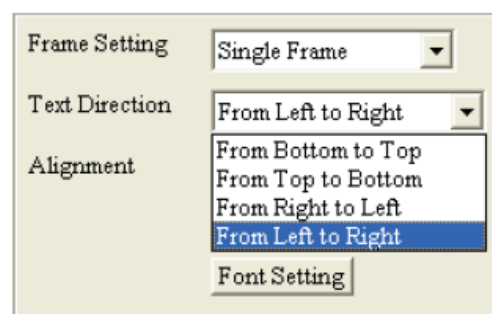 Frame Setting Single Frame
Text Direction From Left to Right
Alignment From Bottom to Top
From Top to Bottom
From Right to Left
From Left to Right
Font Setting